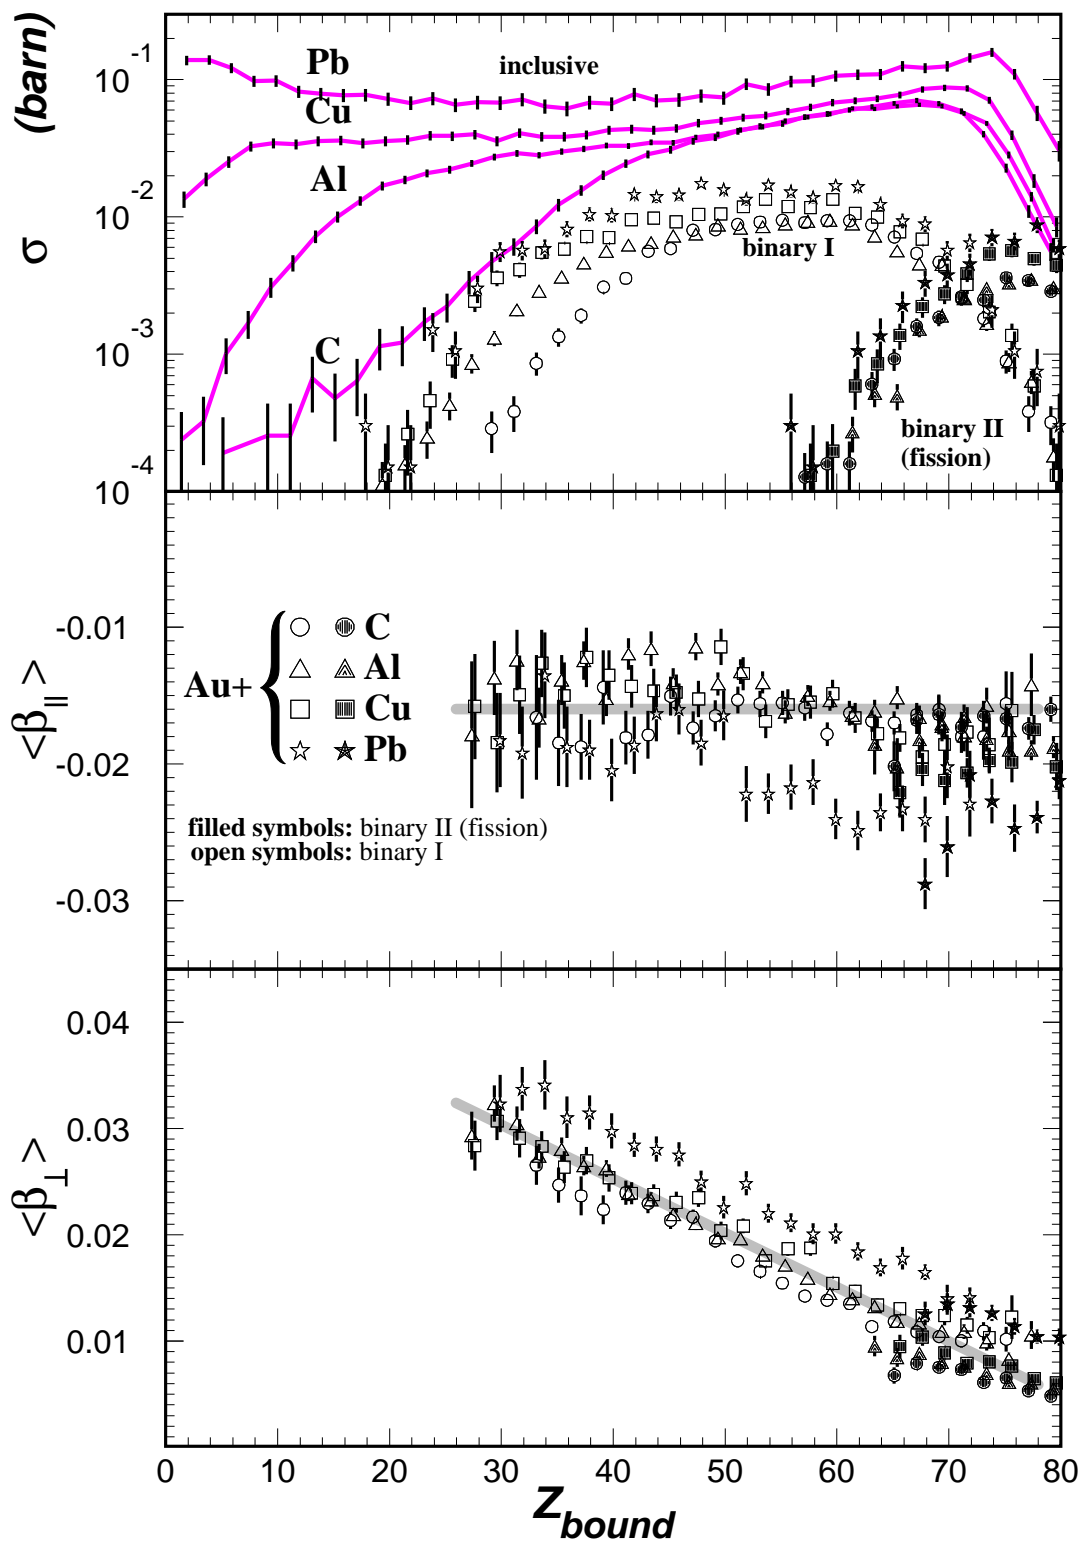 σ (barn)
10⁻¹
10⁻²
10⁻³
10⁻⁴
Pb
inclusive
Cu
Al
C
binary I
binary II
(fission)
<β∥>
-0.01
-0.02
-0.03
Au+
C
Al
Cu
Pb
filled symbols: binary II (fission)
open symbols: binary I
<β⊥>
0.04
0.03
0.02
0.01
0 10 20 30 40 50 60 70 80
Z_bound